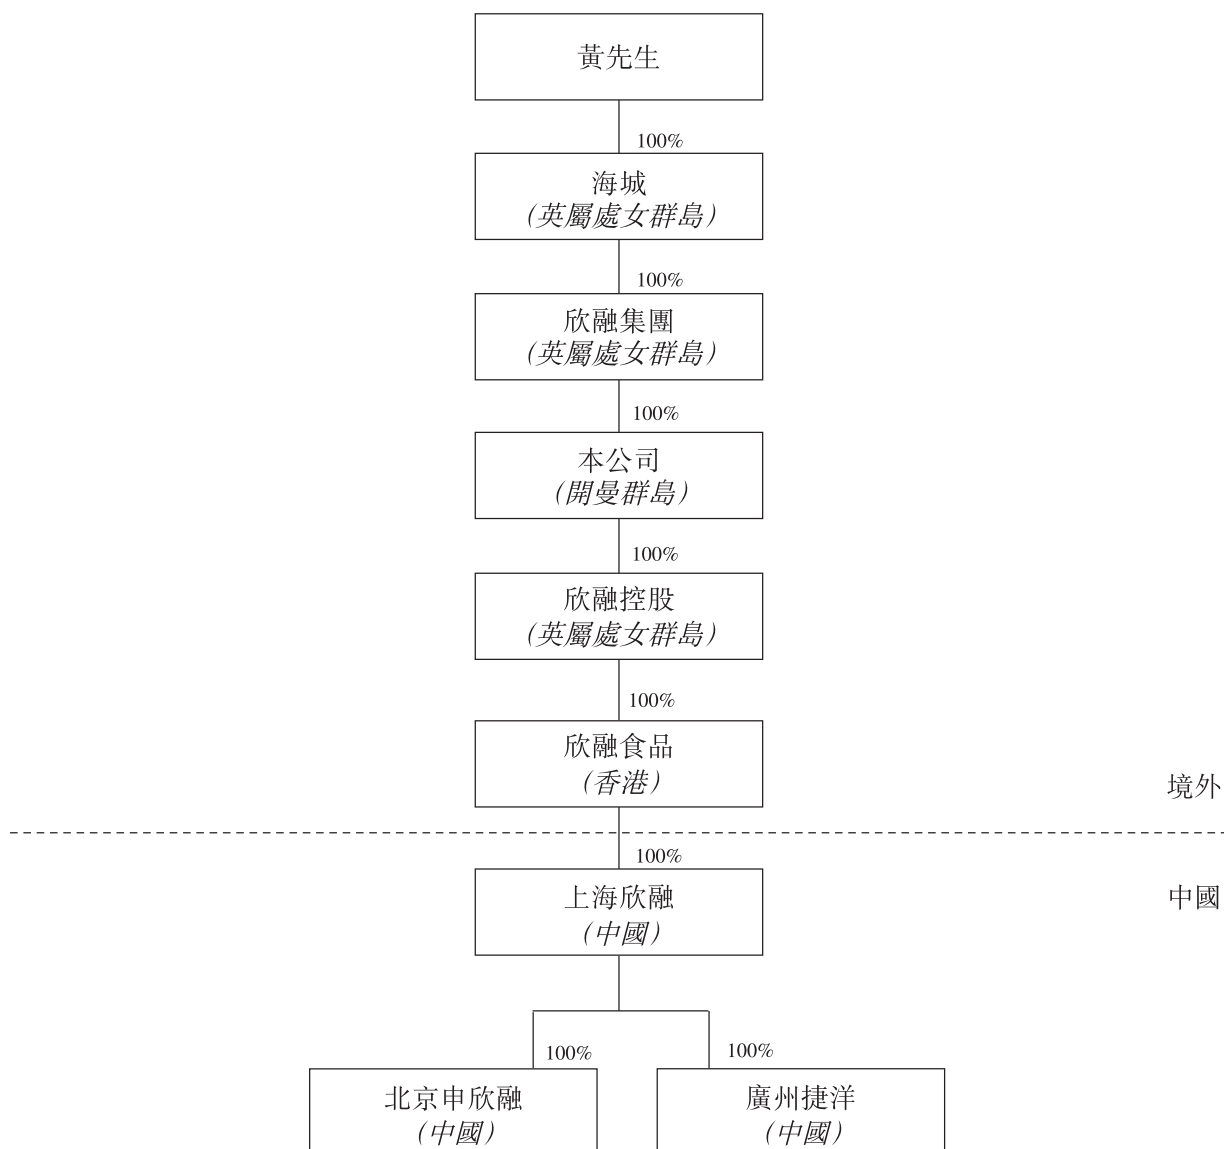 黃先生
100%
海城
(英屬處女群島)
100%
欣融集團
(英屬處女群島)
100%
本公司
(開曼群島)
100%
欣融控股
(英屬處女群島)
100%
欣融食品
(香港)
境外
100%
上海欣融
(中國)
中國
100%
100%
北京申欣融
(中國)
廣州捷洋
(中國)